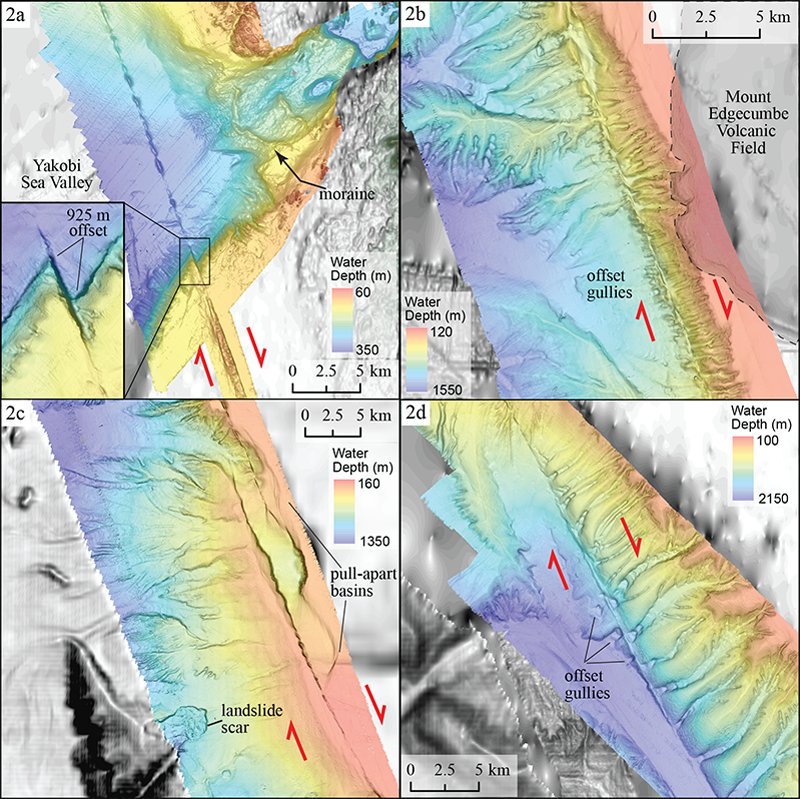 2a
Yakobi
Sea Valley
moraine
925 m
offset
Water
Depth (m)
60
350
0 2.5 5 km
2b
0 2.5 5 km
Mount
Edgecumbe
Volcanic
Field
offset
gullies
Water
Depth (m)
120
1550
2c
0 2.5 5 km
Water
Depth (m)
160
1350
pull-apart
basins
landslide
scar
2d
Water
Depth (m)
100
2150
offset
gullies
0 2.5 5 km